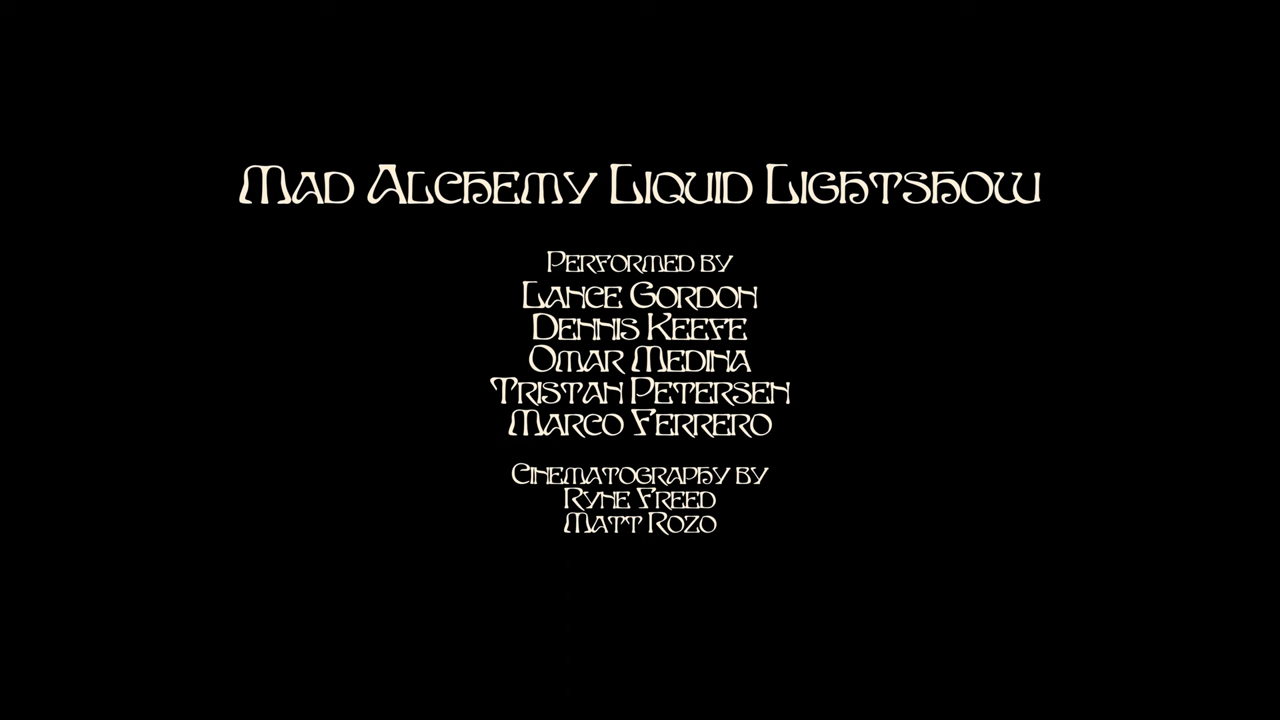 Mad Alchemy Liquid Lightshow
Performed by
Lance Gordon
Dennis Keefe
Omar Medina
Tristan Petersen
Marco Ferrero
Cinematography by
Ryne Freed
Matt Rozo